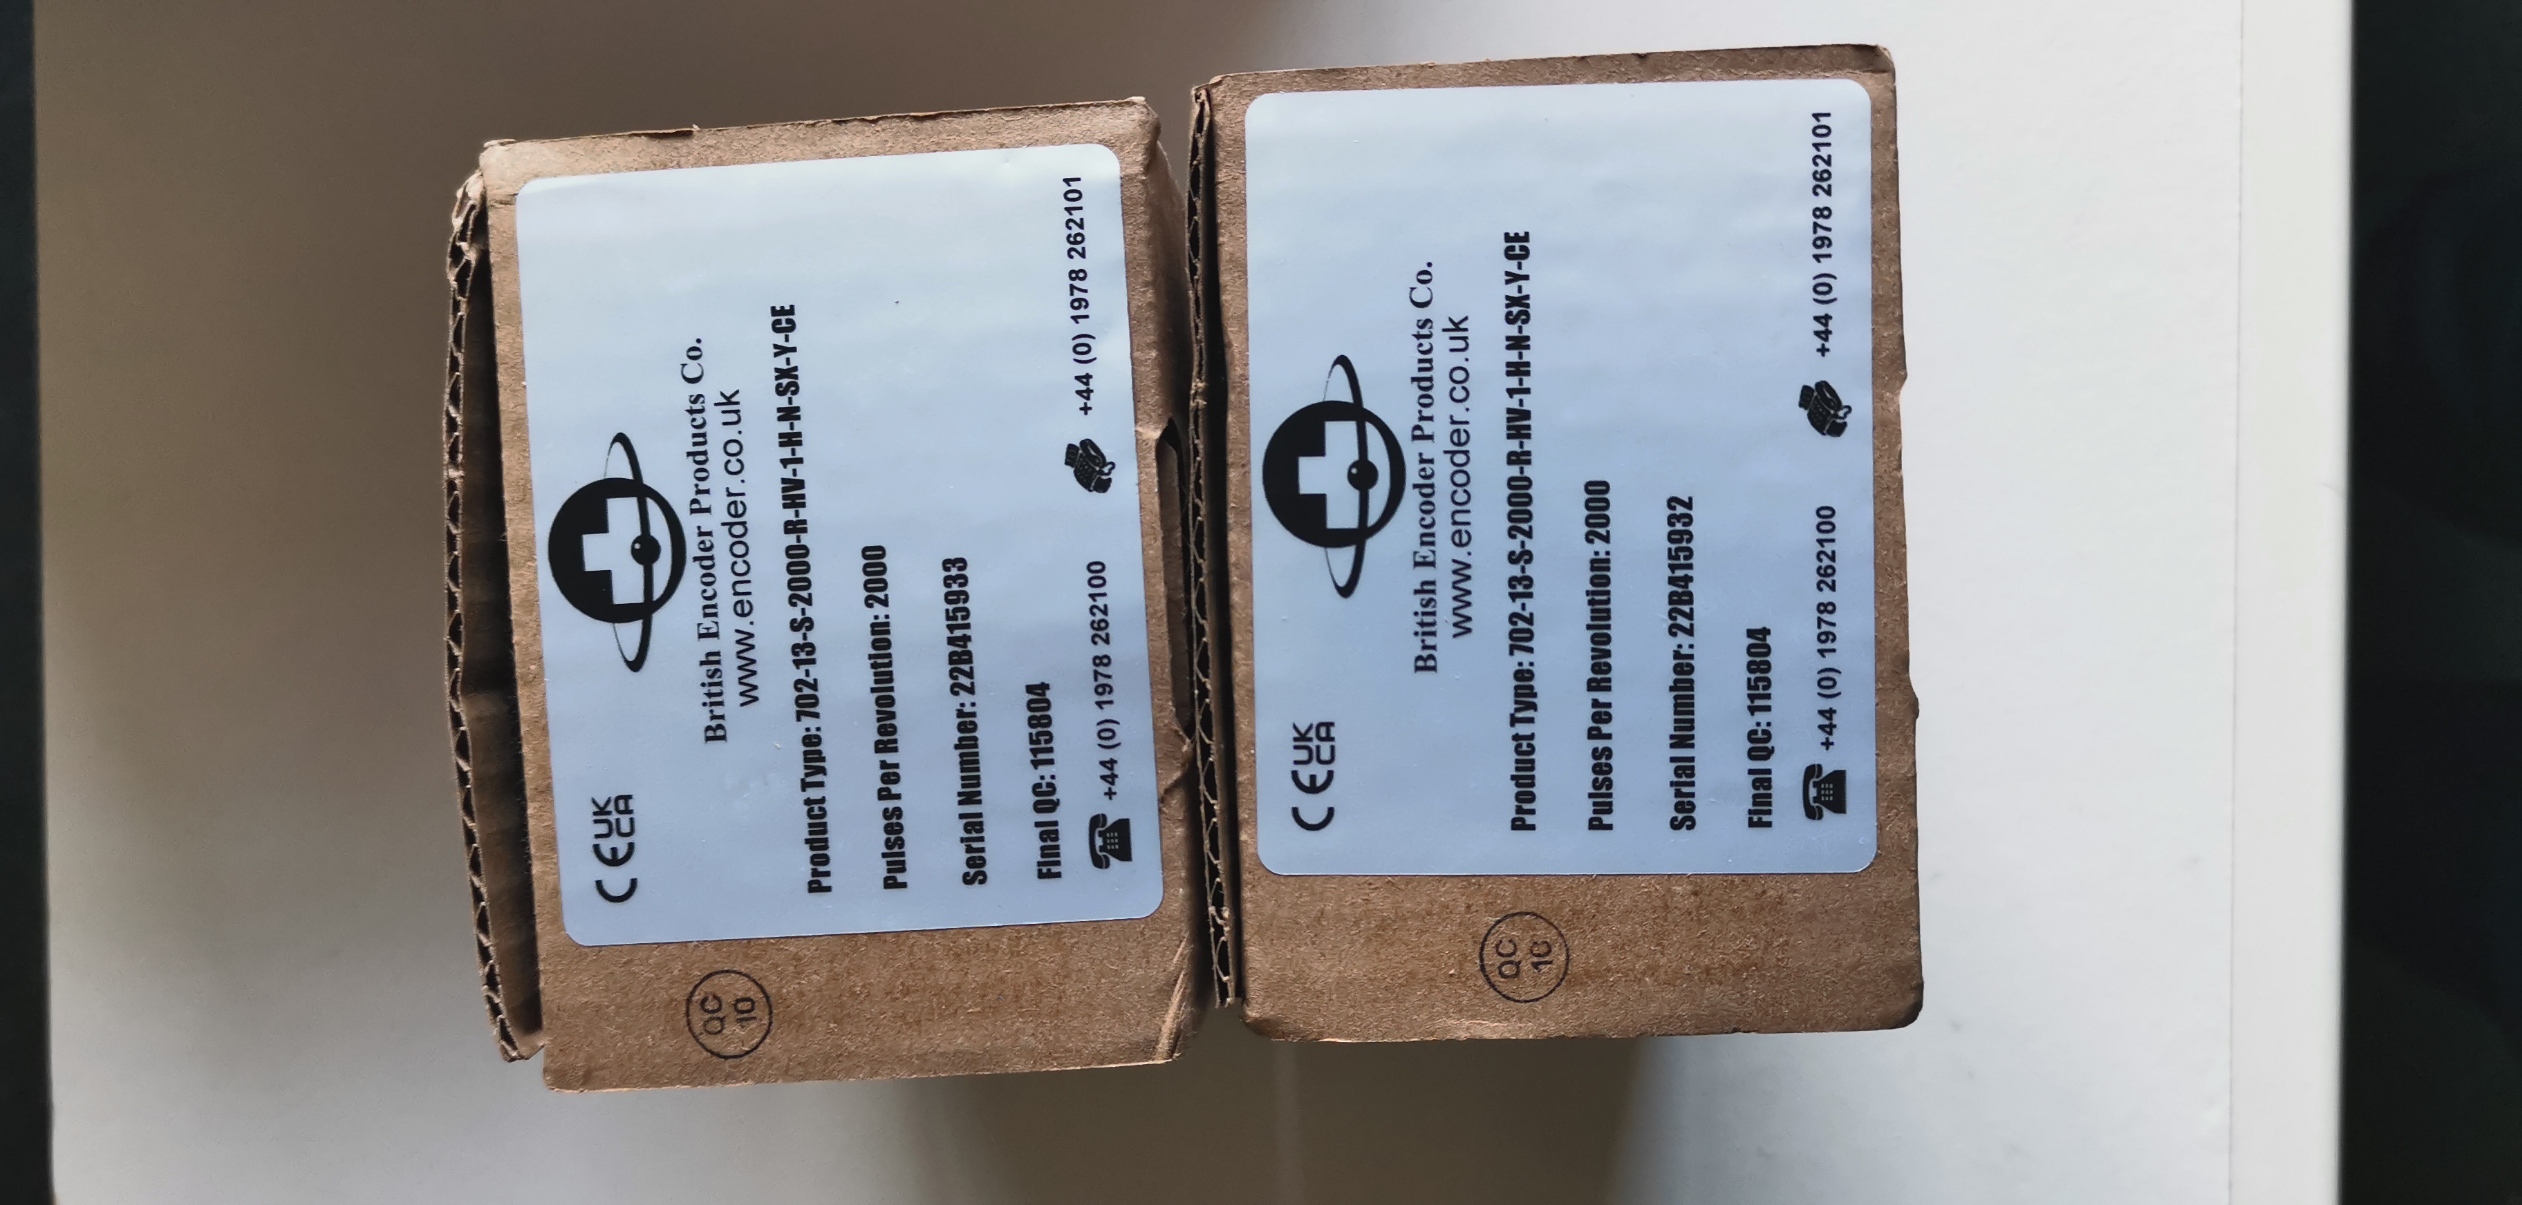 CE UK
CA
British Encoder Products Co.
www.encoder.co.uk
Product Type: 702-13-S-2000-R-HV-1-H-N-SX-Y-CE
Pulses Per Revolution: 2000
Serial Number: 22B415933
Final QC: 115804
+44 (0) 1978 262100 +44 (0) 1978 262101
QC
10
CE UK
CA
British Encoder Products Co.
www.encoder.co.uk
Product Type: 702-13-S-2000-R-HV-1-H-N-SX-Y-CE
Pulses Per Revolution: 2000
Serial Number: 22B415932
Final QC: 115804
+44 (0) 1978 262100 +44 (0) 1978 262101
QC